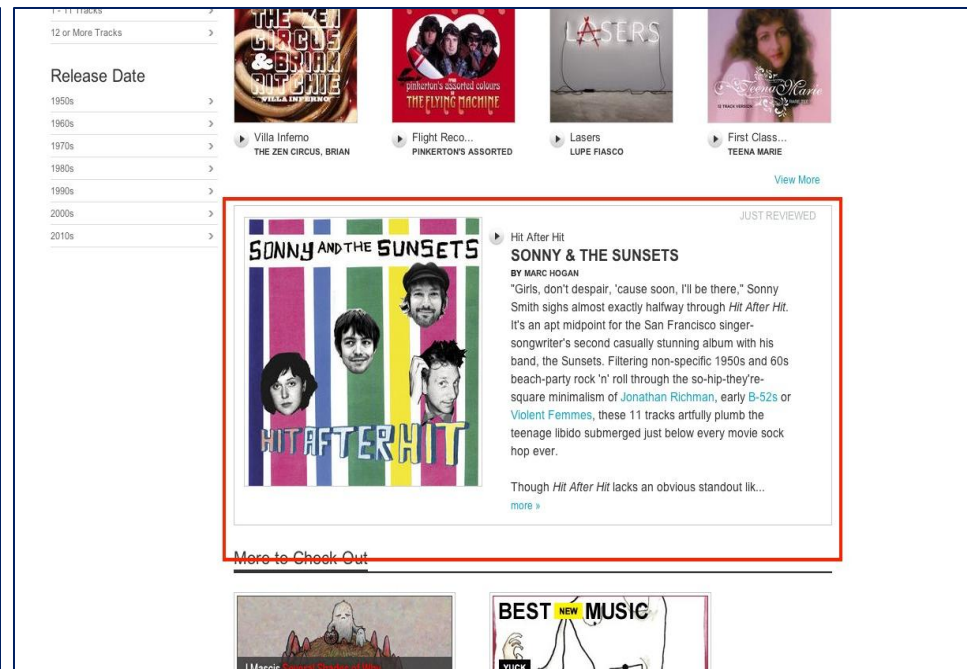 1 - 11 Tracks
12 or More Tracks
Release Date
1950s
1960s
1970s
1980s
1990s
2000s
2010s
THE ZEN
CIRCUS
& BRIAN
RITCHIE
VILLA INFERNO
pinkerton's assorted colours
THE FLYING MACHINE
LASERS
Teena Marie
12 TRACK VERSION
Villa Inferno
THE ZEN CIRCUS, BRIAN
Flight Reco...
PINKERTON'S ASSORTED
Lasers
LUPE FIASCO
First Class...
TEENA MARIE
View More
JUST REVIEWED
SONNY AND THE SUNSETS
HIT AFTER HIT
Hit After Hit
SONNY & THE SUNSETS
BY MARC HOGAN
"Girls, don't despair, 'cause soon, I'll be there," Sonny
Smith sighs almost exactly halfway through Hit After Hit.
It's an apt midpoint for the San Francisco singer-
songwriter's second casually stunning album with his
band, the Sunsets. Filtering non-specific 1950s and 60s
beach-party rock 'n' roll through the so-hip-they're-
square minimalism of Jonathan Richman, early B-52s or
Violent Femmes, these 11 tracks artfully plumb the
teenage libido submerged just below every movie sock
hop ever.
Though Hit After Hit lacks an obvious standout lik...
more »
More to Check Out
J Mascis
BEST NEW MUSIC
YUCK